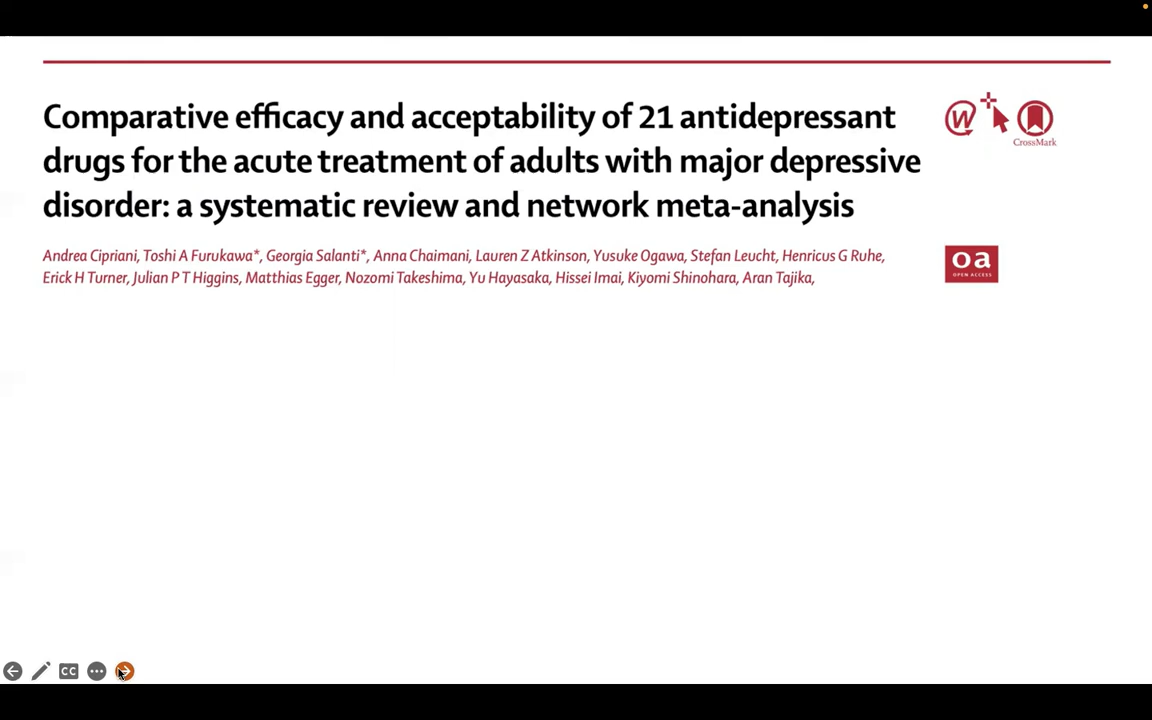 Comparative efficacy and acceptability of 21 antidepressant
drugs for the acute treatment of adults with major depressive
disorder: a systematic review and network meta-analysis
W
CrossMark
Andrea Cipriani, Toshi A Furukawa*, Georgia Salanti*, Anna Chaimani, Lauren Z Atkinson, Yusuke Ogawa, Stefan Leucht, Henricus G Ruhe,
Erick H Turner, Julian P T Higgins, Matthias Egger, Nozomi Takeshima, Yu Hayasaka, Hissei Imai, Kiyomi Shinohara, Aran Tajika,
oa
OPEN ACCESS
CC